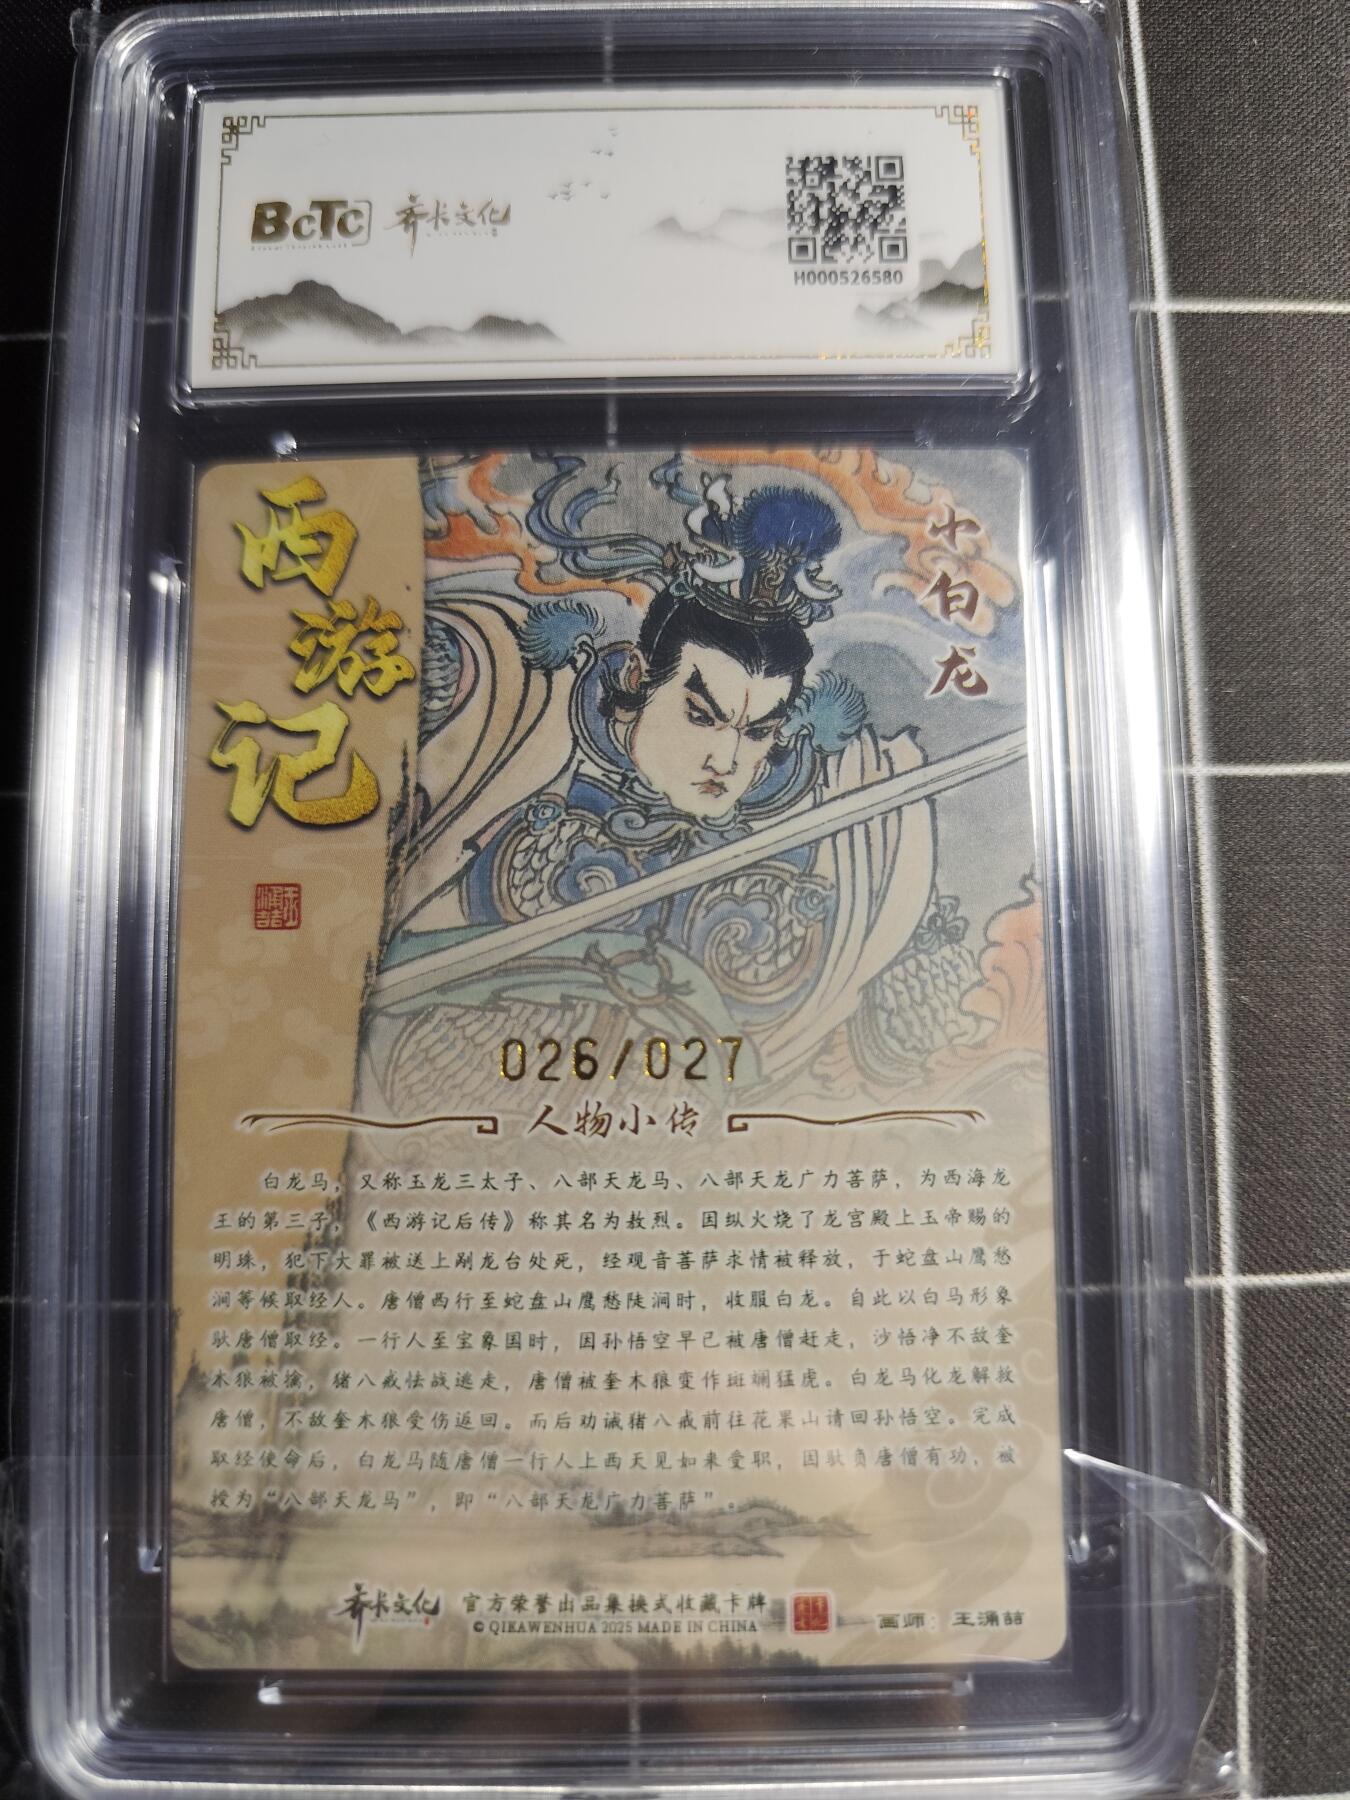 BCTC 弄卡文化
H000526580
西游记
小白龙
026/027
人物小传
白龙马，又称玉龙三太子、八部天龙马、八部天龙广力菩萨，为西海龙
王的第三子，《西游记后传》称其名为敖烈。因纵火烧了龙宫殿上玉帝赐的
明珠，犯下大罪被送上剐龙台处死，经观音菩萨求情被释放，于蛇盘山鹰愁
涧等候取经人。唐僧西行至蛇盘山鹰愁陡涧时，收服白龙。自此以白马形象
驮唐僧取经。一行人至宝象国时，因孙悟空早已被唐僧赶走，沙悟净不敌奎
木狼被擒，猪八戒怯战逃走，唐僧被奎木狼变作斑斓猛虎。白龙马化龙解救
唐僧，不敌奎木狼受伤返回。而后劝诫猪八戒前往花果山请回孙悟空。完成
取经使命后，白龙马随唐僧一行人上西天见如来受职，因驮负唐僧有功，被
授为“八部天龙马”，即“八部天龙广力菩萨”。
弄卡文化 官方荣誉出品集换式收藏卡牌
© QIKAWENHUA 2025 MADE IN CHINA
画师：王涌喆